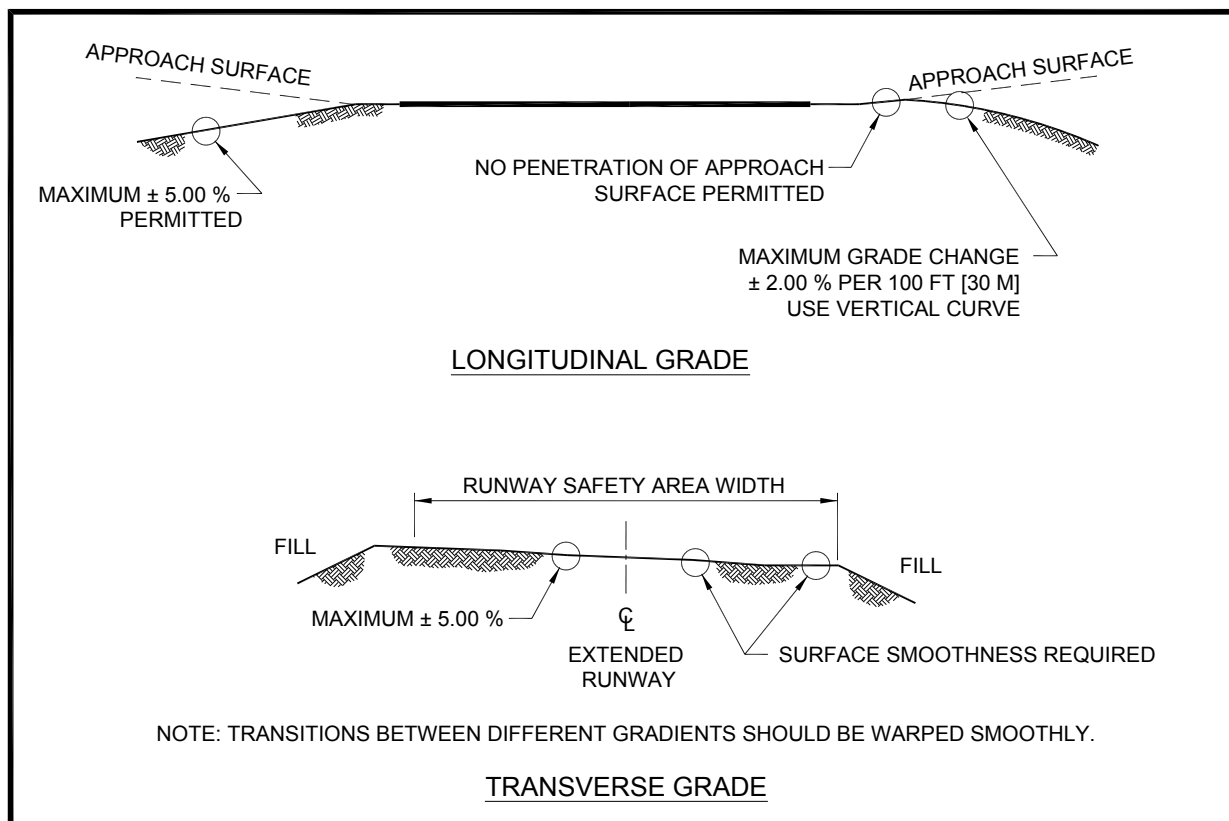 APPROACH SURFACE
APPROACH SURFACE
NO PENETRATION OF APPROACH
SURFACE PERMITTED
MAXIMUM ± 5.00 %
PERMITTED
MAXIMUM GRADE CHANGE
± 2.00 % PER 100 FT [30 M]
USE VERTICAL CURVE
LONGITUDINAL GRADE
RUNWAY SAFETY AREA WIDTH
FILL
FILL
MAXIMUM ± 5.00 %
℄
EXTENDED
RUNWAY
SURFACE SMOOTHNESS REQUIRED
NOTE: TRANSITIONS BETWEEN DIFFERENT GRADIENTS SHOULD BE WARPED SMOOTHLY.
TRANSVERSE GRADE